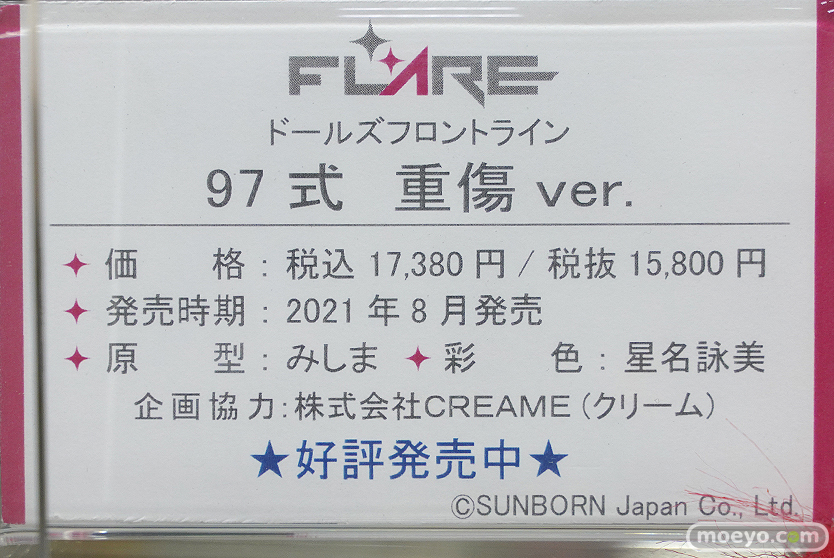 FLARE
ドールズフロントライン
97 式　重傷 ver.
✦ 価　　格：税込 17,380 円 / 税抜 15,800 円
✦ 発売時期：2021 年 8 月発売
✦ 原　　型：みしま ✦ 彩　　色：星名詠美
企画協力：株式会社CREAME（クリーム）
★好評発売中★
©SUNBORN Japan Co., Ltd.
moeyo.com